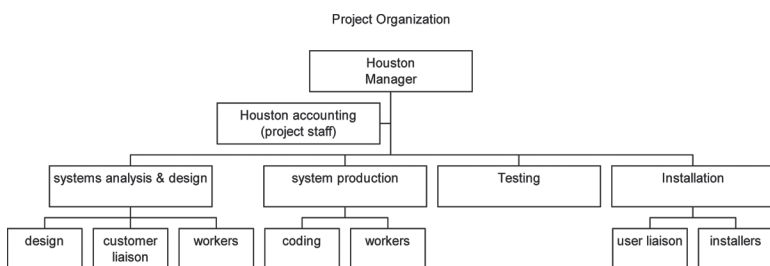 Project Organization
Houston
Manager
Houston accounting
(project staff)
systems analysis & design
system production
Testing
Installation
design
customer
liaison
workers
coding
workers
user liaison
installers